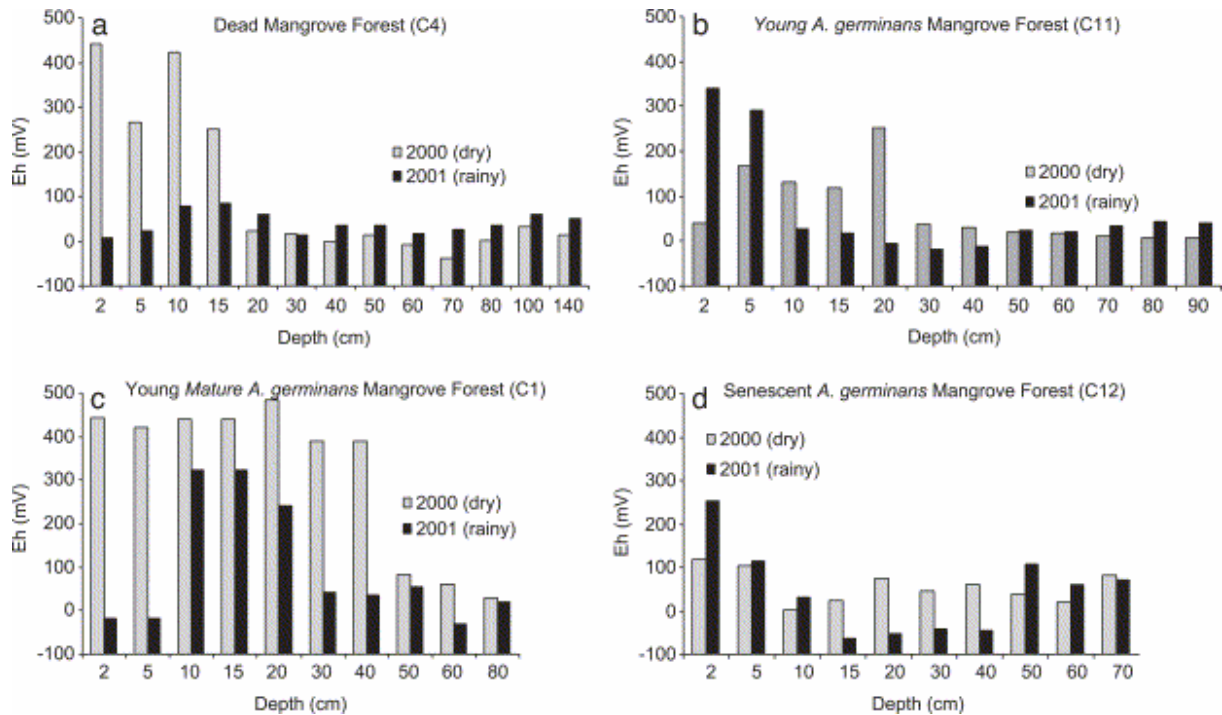 a
Dead Mangrove Forest (C4)
500
400
300
200
100
0
-100
Eh (mV)
2000 (dry)
2001 (rainy)
2 5 10 15 20 30 40 50 60 70 80 100 140
Depth (cm)
b
Young A. germinans Mangrove Forest (C11)
500
400
300
200
100
0
-100
Eh (mV)
2000 (dry)
2001 (rainy)
2 5 10 15 20 30 40 50 60 70 80 90
Depth (cm)
c
Young Mature A. germinans Mangrove Forest (C1)
500
400
300
200
100
0
-100
Eh (mV)
2000 (dry)
2001 (rainy)
2 5 10 15 20 30 40 50 60 80
Depth (cm)
d
Senescent A. germinans Mangrove Forest (C12)
500
400
300
200
100
0
-100
Eh (mV)
2000 (dry)
2001 (rainy)
2 5 10 15 20 30 40 50 60 70
Depth (cm)